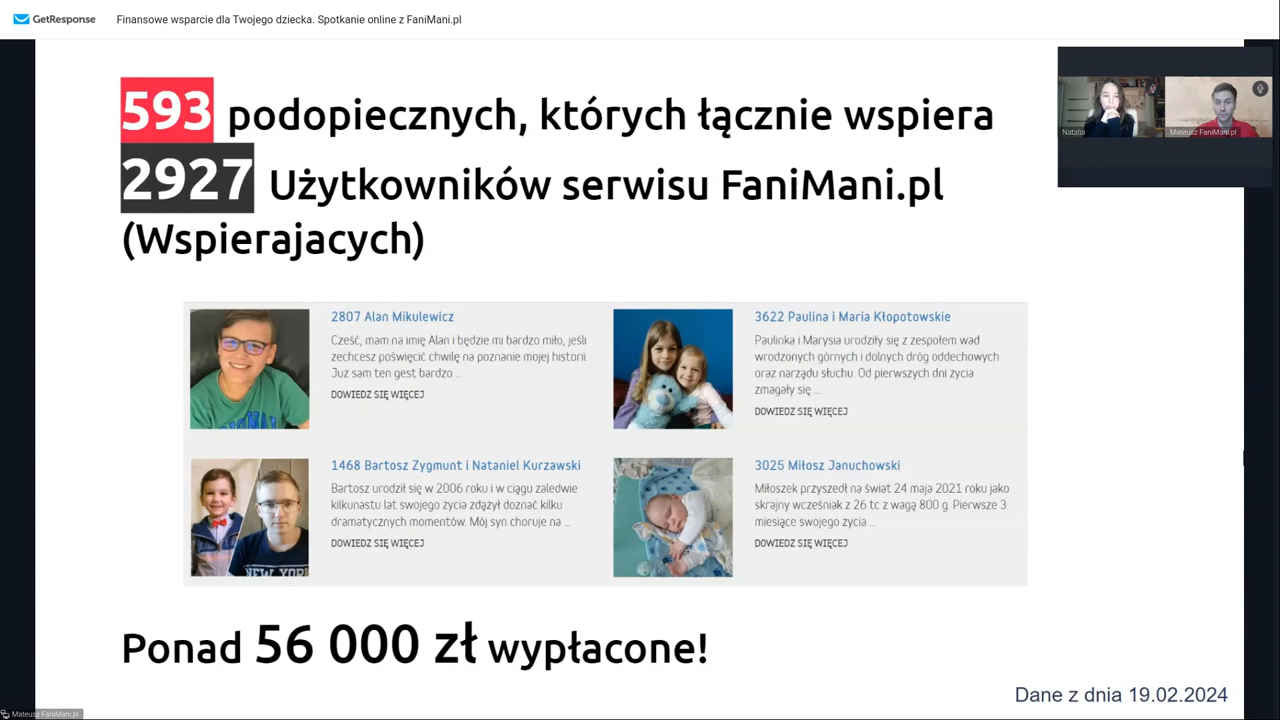 GetResponse
Finansowe wsparcie dla Twojego dziecka. Spotkanie online z FaniMani.pl
593 podopiecznych, których łącznie wspiera
2927 Użytkowników serwisu FaniMani.pl
(Wspierajacych)
Natalia
Mateusz FaniMani.pl
2807 Alan Mikulewicz
Cześć, mam na imię Alan i będzie mi bardzo miło, jeśli
zechcesz poświęcić chwilę na poznanie mojej historii.
Już sam ten gest bardzo ...
DOWIEDZ SIĘ WIĘCEJ
3622 Paulina i Maria Kłopotowskie
Paulinka i Marysia urodziły się z zespołem wad
wrodzonych górnych i dolnych dróg oddechowych
oraz narządu słuchu. Od pierwszych dni życia
zmagały się ...
DOWIEDZ SIĘ WIĘCEJ
1468 Bartosz Zygmunt i Nataniel Kurzawski
Bartosz urodził się w 2006 roku i w ciągu zaledwie
kilkunastu lat swojego życia zdążył doznać kilku
dramatycznych momentów. Mój syn choruje na ...
DOWIEDZ SIĘ WIĘCEJ
NEW YORK
3025 Miłosz Januchowski
Miłoszek przyszedł na świat 24 maja 2021 roku jako
skrajny wcześniak z 26 tc z wagą 800 g. Pierwsze 3
miesiące swojego życia ...
DOWIEDZ SIĘ WIĘCEJ
Ponad 56 000 zł wypłacone!
Dane z dnia 19.02.2024
Mateusz FaniMani.pl